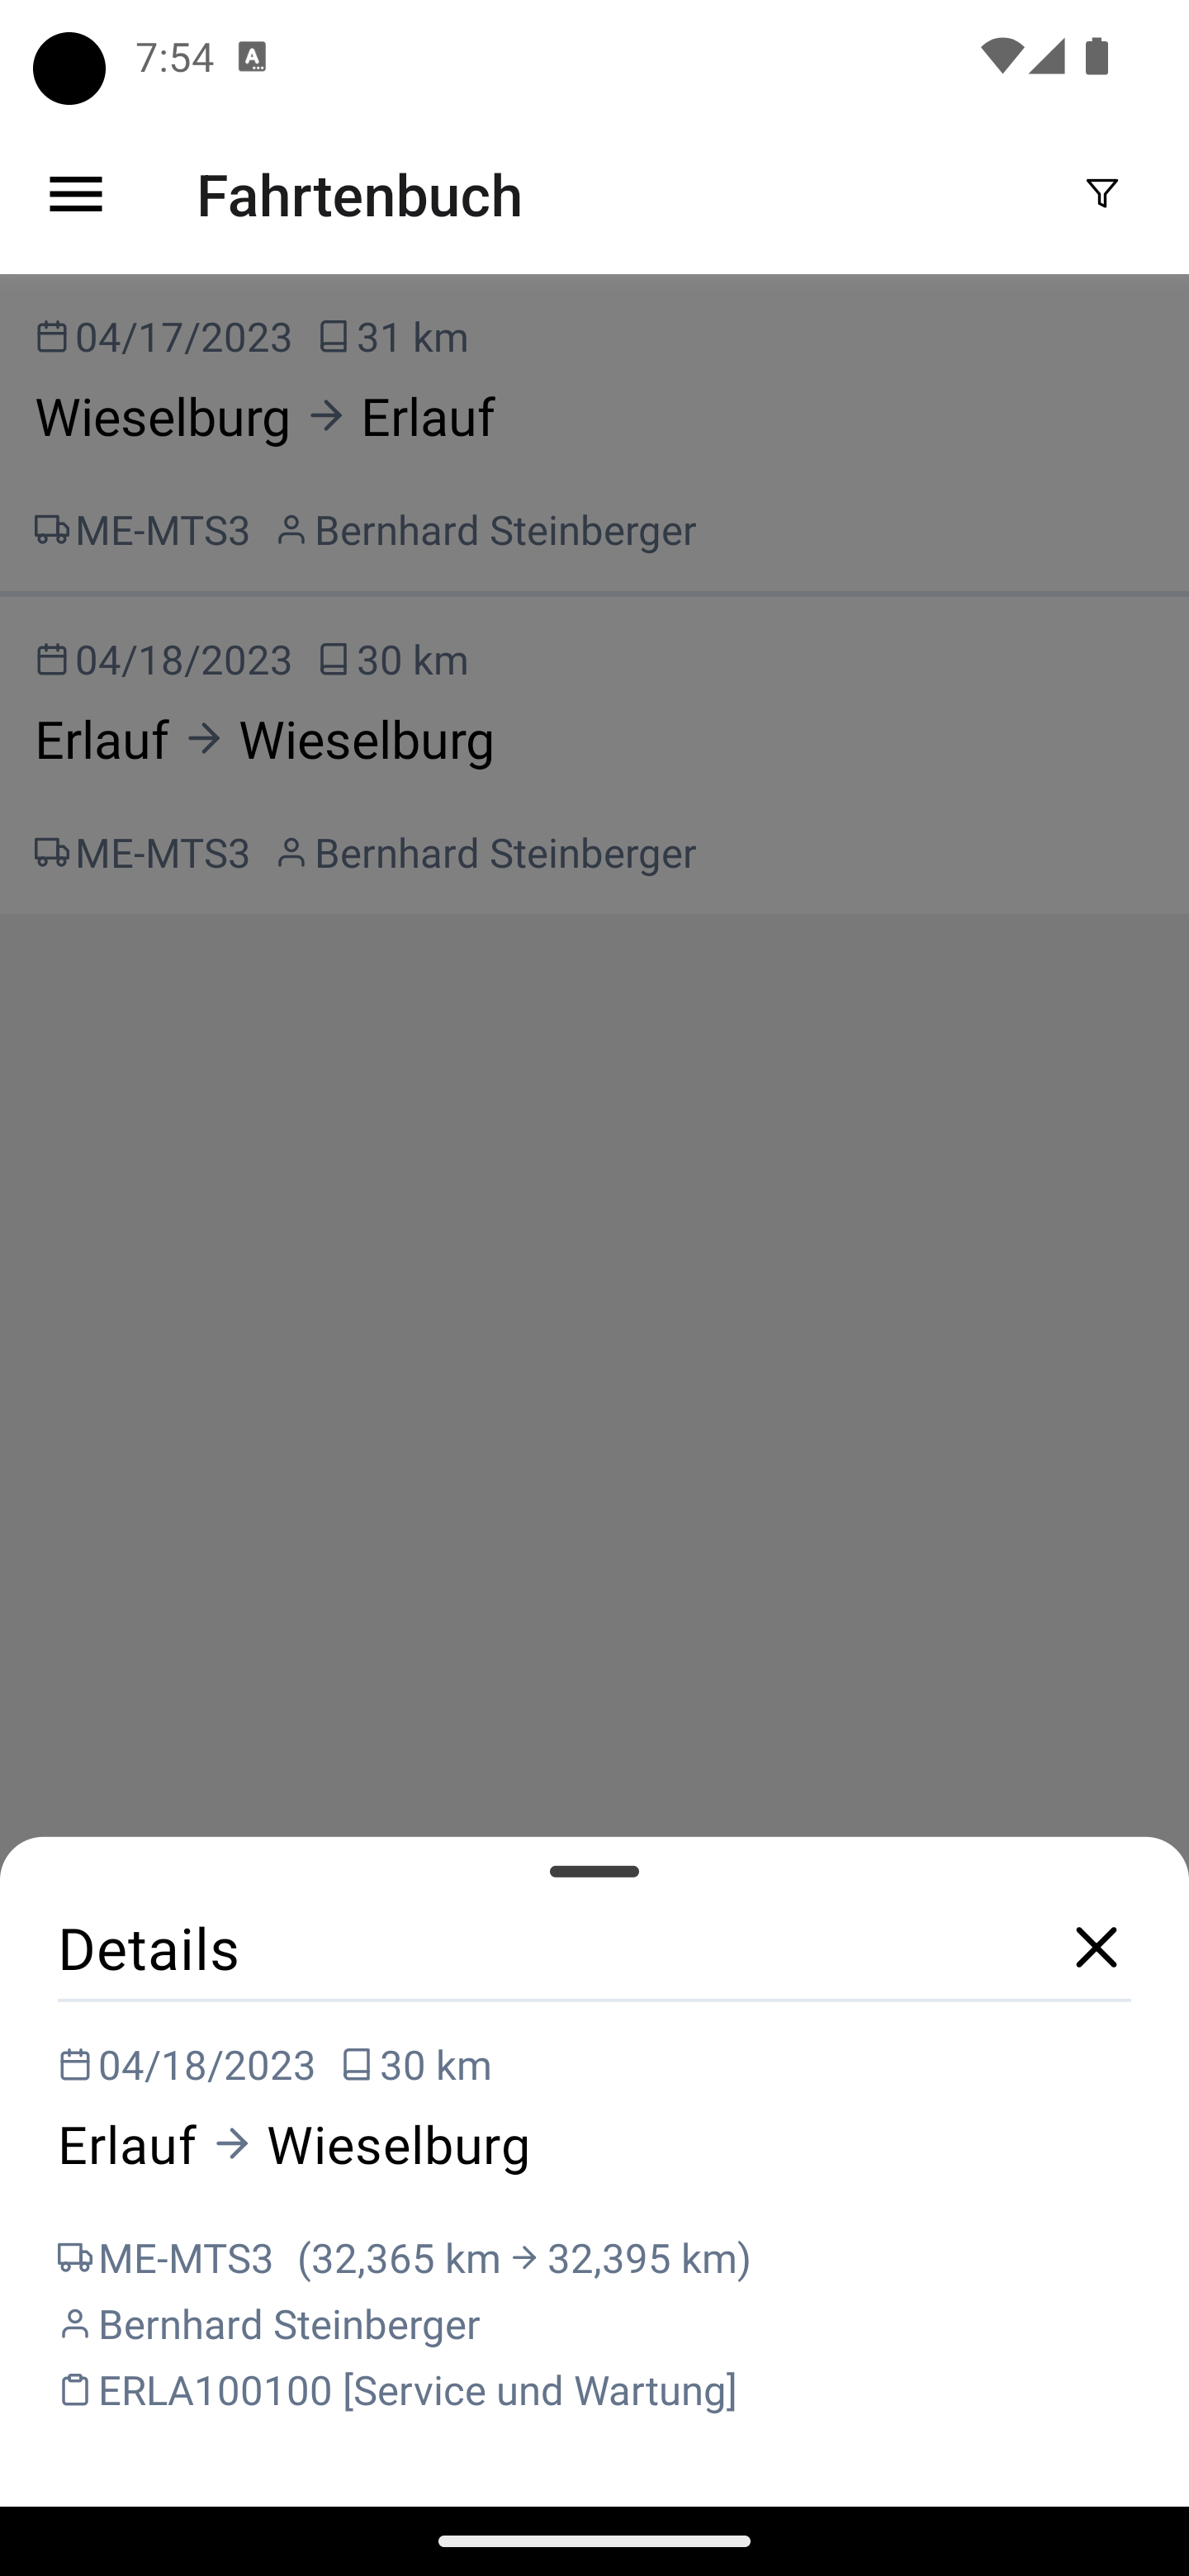 7:54
Fahrtenbuch
04/17/2023 31 km
Wieselburg → Erlauf
ME-MTS3 Bernhard Steinberger
04/18/2023 30 km
Erlauf → Wieselburg
ME-MTS3 Bernhard Steinberger
Details
04/18/2023 30 km
Erlauf → Wieselburg
ME-MTS3 (32,365 km → 32,395 km)
Bernhard Steinberger
ERLA100100 [Service und Wartung]